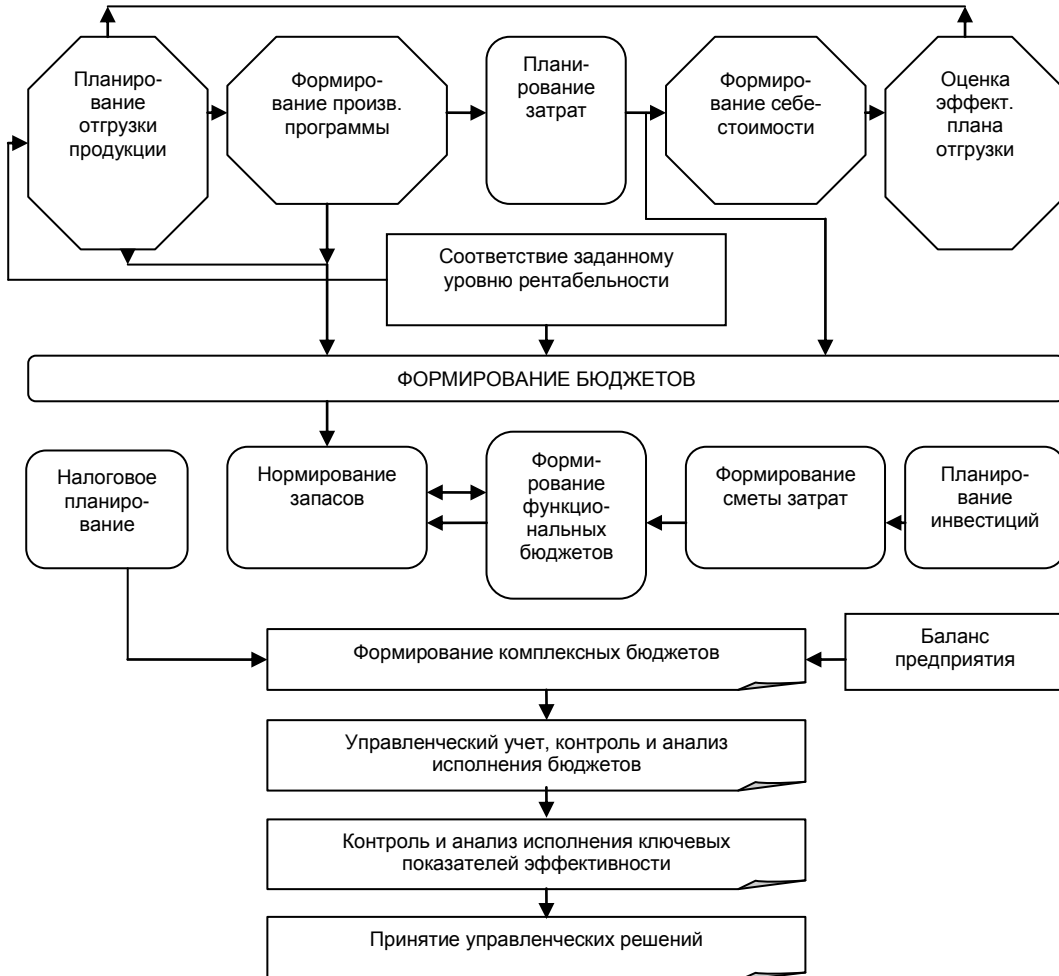 Планиро-
вание
отгрузки
продукции
Формиро-
вание произв.
программы
Плани-
рование
затрат
Формиро-
вание себе-
стоимости
Оценка
эффект.
плана
отгрузки
Соответствие заданному
уровню рентабельности
ФОРМИРОВАНИЕ БЮДЖЕТОВ
Налоговое
планиро-
вание
Нормирование
запасов
Форми-
рование
функцио-
нальных
бюджетов
Формирование
сметы затрат
Планиро-
вание
инвестиций
Формирование комплексных бюджетов
Баланс
предприятия
Управленческий учет, контроль и анализ
исполнения бюджетов
Контроль и анализ исполнения ключевых
показателей эффективности
Принятие управленческих решений